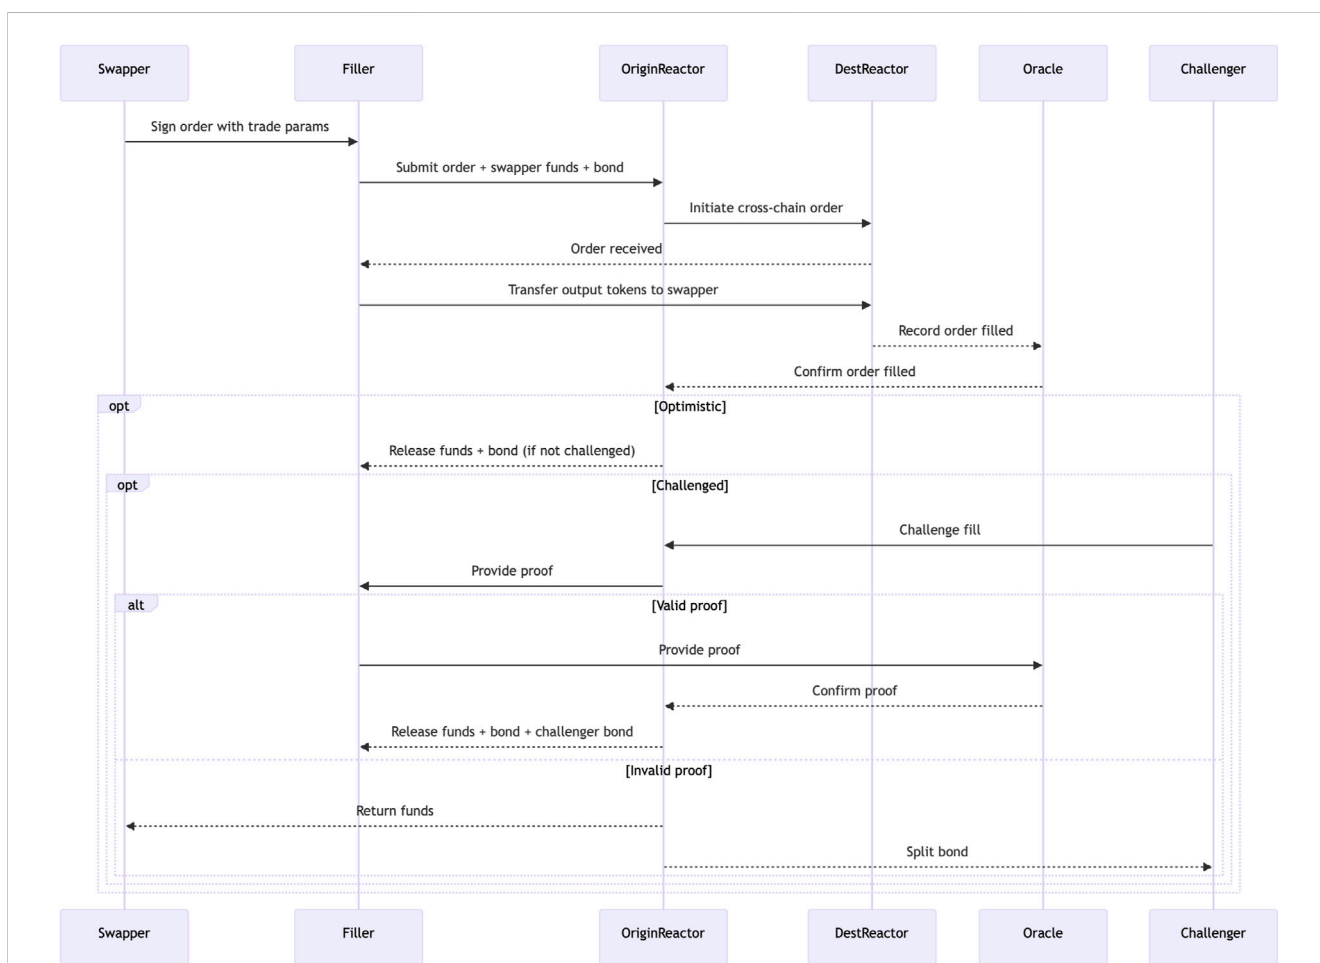 Swapper
Filler
OriginReactor
DestReactor
Oracle
Challenger
Sign order with trade params
Submit order + swapper funds + bond
Initiate cross-chain order
Order received
Transfer output tokens to swapper
Record order filled
Confirm order filled
opt
[Optimistic]
Release funds + bond (if not challenged)
opt
[Challenged]
Challenge fill
Provide proof
alt
[Valid proof]
Provide proof
Confirm proof
Release funds + bond + challenger bond
[Invalid proof]
Return funds
Split bond
Swapper
Filler
OriginReactor
DestReactor
Oracle
Challenger